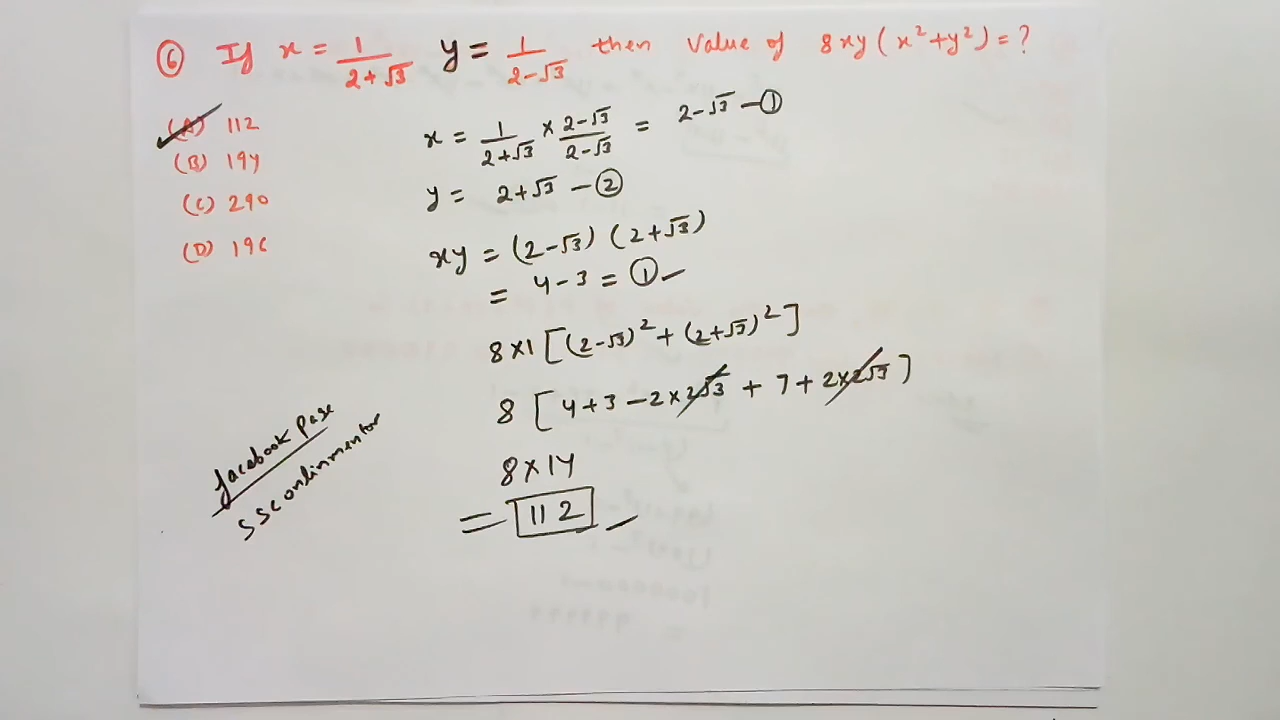 ⑥ If x = 1/(2+√3) y = 1/(2-√3) then Value of 8xy(x²+y²)=?
(A) 112
(B) 194
(C) 290
(D) 196
x = 1/(2+√3) × (2-√3)/(2-√3) = 2-√3 — ①
y = 2+√3 — ②
xy = (2-√3) (2+√3)
= 4-3 = ①
8×1 [(2-√3)² + (2+√3)²]
8 [4+3-2×2√3 + 7+2×2√3]
8×14
= 112
facebook page
SSC onlinmentor